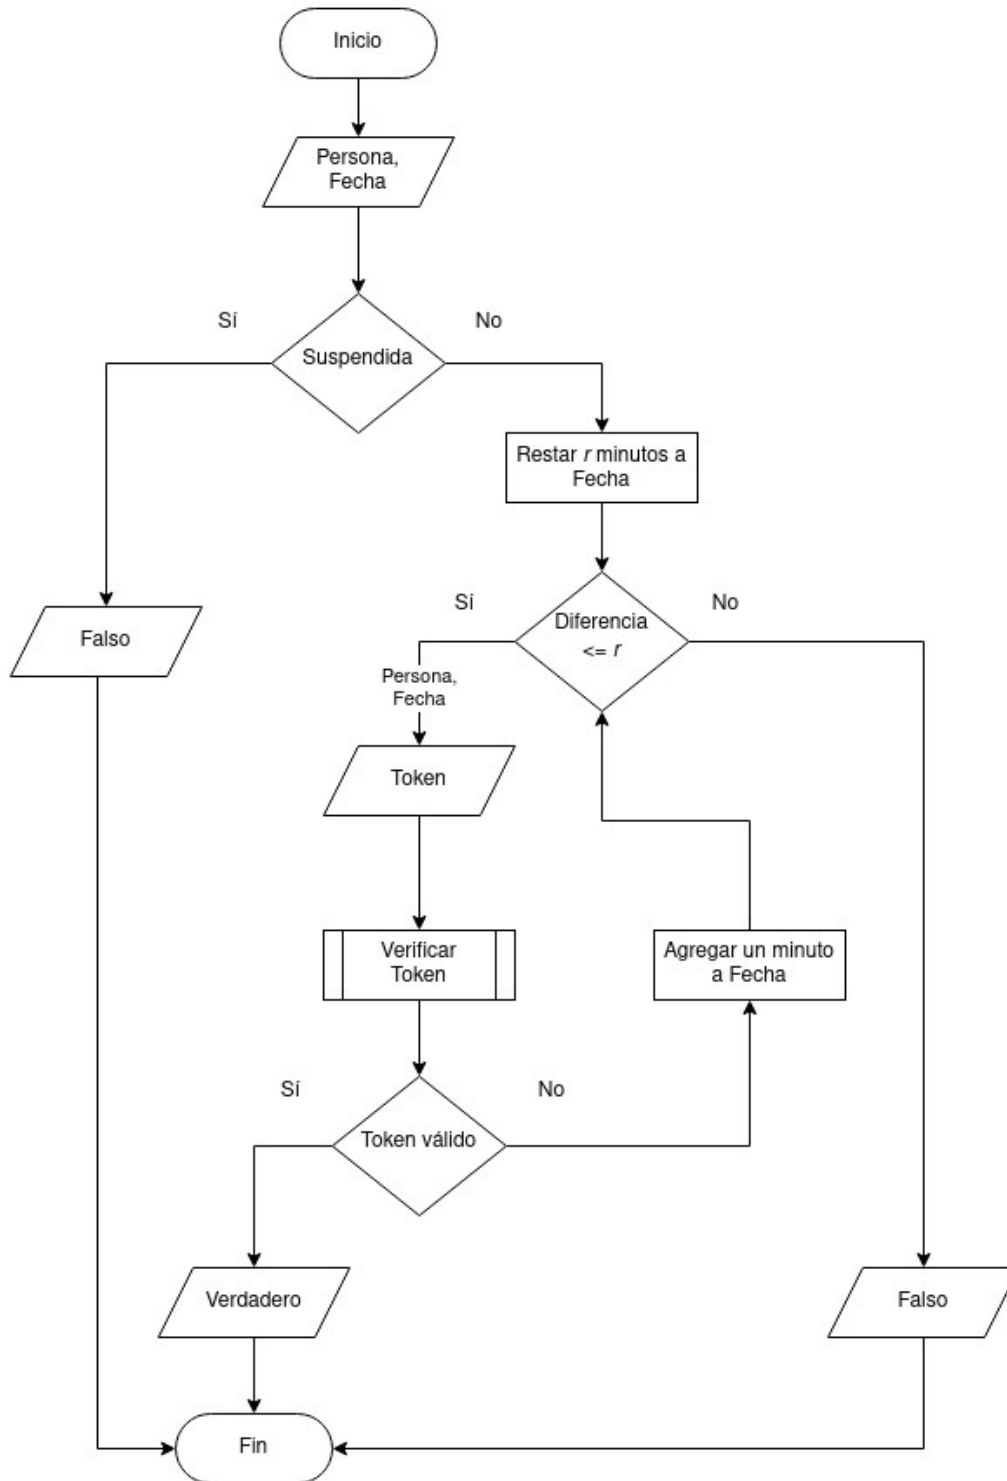 Inicio
Persona,
Fecha
Sí
No
Suspendida
Restar r minutos a
Fecha
Falso
Sí
No
Diferencia
<= r
Persona,
Fecha
Token
Verificar
Token
Agregar un minuto
a Fecha
Sí
No
Token válido
Verdadero
Falso
Fin